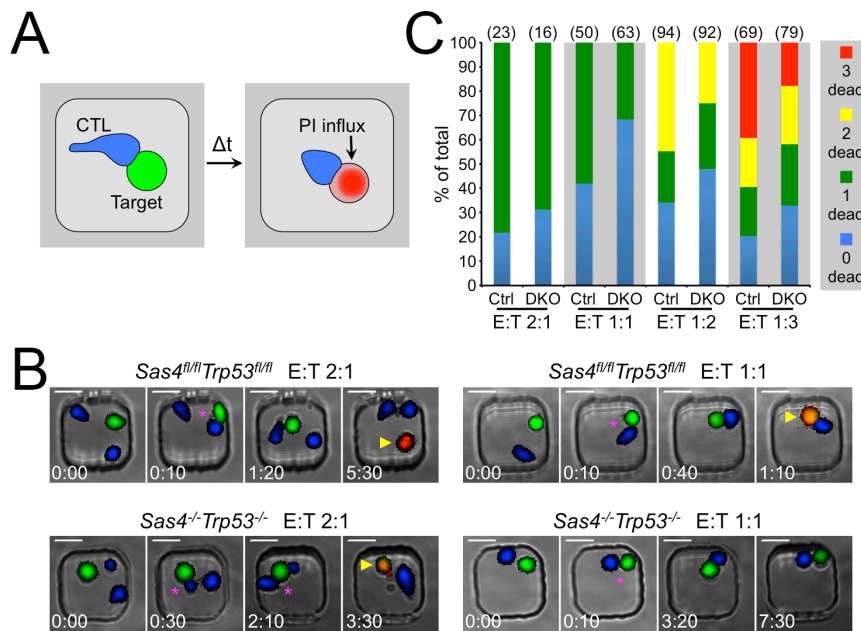 A
CTL
Target
Δt
PI influx
C
(23) (16) (50) (63) (94) (92) (69) (79)
100
90
80
70
60
50
40
30
20
10
0
% of total
Ctrl DKO Ctrl DKO Ctrl DKO Ctrl DKO
E:T 2:1 E:T 1:1 E:T 1:2 E:T 1:3
3
dead
2
dead
1
dead
0
dead
B
Sas4fl/flTrp53fl/fl E:T 2:1
*
0:00 0:10 1:20 5:30
Sas4fl/flTrp53fl/fl E:T 1:1
*
0:00 0:10 0:40 1:10
Sas4-/-Trp53-/- E:T 2:1
* *
0:00 0:30 2:10 3:30
Sas4-/-Trp53-/- E:T 1:1
*
0:00 0:10 3:20 7:30